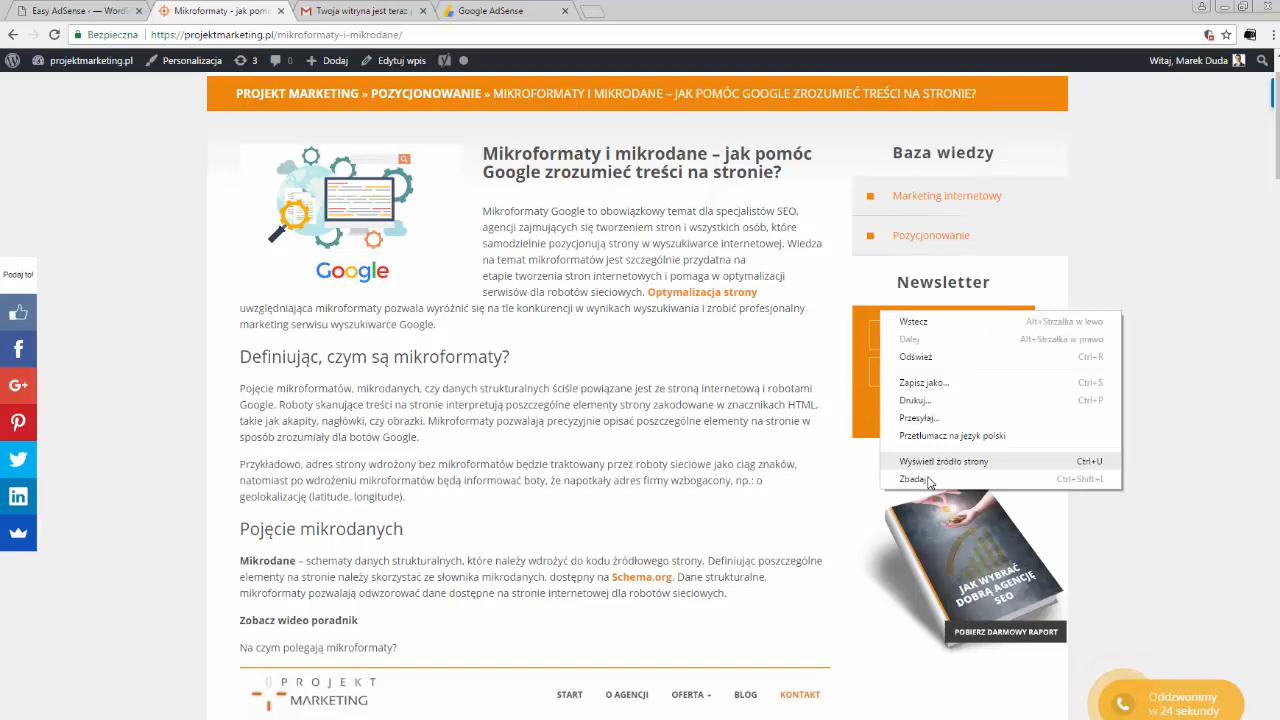 Easy AdSense — Word
Mikroformaty - jak pom
Gmail - Twoja witryna jest teraz
Google AdSense
Bezpieczna
https://projektmarketing.pl/mikroformaty-i-mikrodane/
projektmarketing.pl
Personalizacja
3
0
Dodaj
Edytuj wpis
Witaj, Marek Duda
PROJEKT MARKETING » POZYCJONOWANIE » MIKROFORMATY I MIKRODANE – JAK POMÓC GOOGLE ZROZUMIEĆ TREŚCI NA STRONIE?
Google
Mikroformaty i mikrodane – jak pomóc
Google zrozumieć treści na stronie?
Mikroformaty Google to obowiązkowy temat dla specjalistów SEO,
agencji zajmujących się tworzeniem stron i wszystkich osób, które
samodzielnie pozycjonują strony w wyszukiwarce internetowej. Wiedza
na temat mikroformatów jest szczególnie przydatna na
etapie tworzenia stron internetowych i pomaga w optymalizacji
serwisów dla robotów sieciowych. Optymalizacja strony
uwzględniająca mikroformaty pozwala wyróżnić się na tle konkurencji w wynikach wyszukiwania i zrobić profesjonalny
marketing serwisu wyszukiwarce Google.
Definiując, czym są mikroformaty?
Pojęcie mikroformatów, mikrodanych, czy danych strukturalnych ściśle powiązane jest ze stroną internetową i robotami
Google. Roboty skanujące treści na stronie interpretują poszczególne elementy strony zakodowane w znacznikach HTML,
takie jak akapity, nagłówki, czy obrazy. Mikroformaty pozwalają precyzyjnie opisać poszczególne elementy na stronie w
sposób zrozumiały dla botów Google.
Przykładowo, adres strony wdrożony bez mikroformatów będzie traktowany przez roboty sieciowe jako ciąg znaków,
natomiast po wdrożeniu mikroformatów będą informować boty, że napotkały adres firmy wzbogacony, np.: o
geolokalizację (latitude, longitude).
Pojęcie mikrodanych
Mikrodane – schematy danych strukturalnych, które należy wdrożyć do kodu źródłowego strony. Definiując poszczególne
elementy na stronie należy skorzystać ze słownika mikrodanych, dostępny na Schema.org. Dane strukturalne,
mikroformaty pozwalają odwzorować dane dostępne na stronie internetowej dla robotów sieciowych.
Zobacz wideo poradnik
Na czym polegają mikroformaty?
PROJEKT
MARKETING
START
O AGENCJI
OFERTA
BLOG
KONTAKT
Podaj to!
Baza wiedzy
Marketing internetowy
Pozycjonowanie
Newsletter
Wstecz Alt+Strzałka w lewo
Dalej Alt+Strzałka w prawo
Odśwież Ctrl+R
Zapisz jako... Ctrl+S
Drukuj... Ctrl+P
Przesyłaj...
Przetłumacz na język polski
Wyświetl źródło strony Ctrl+U
Zbadaj Ctrl+Shift+I
JAK WYBRAĆ
DOBRĄ AGENCJĘ
SEO
POBIERZ DARMOWY RAPORT
Oddzwonimy
w 24 sekundy